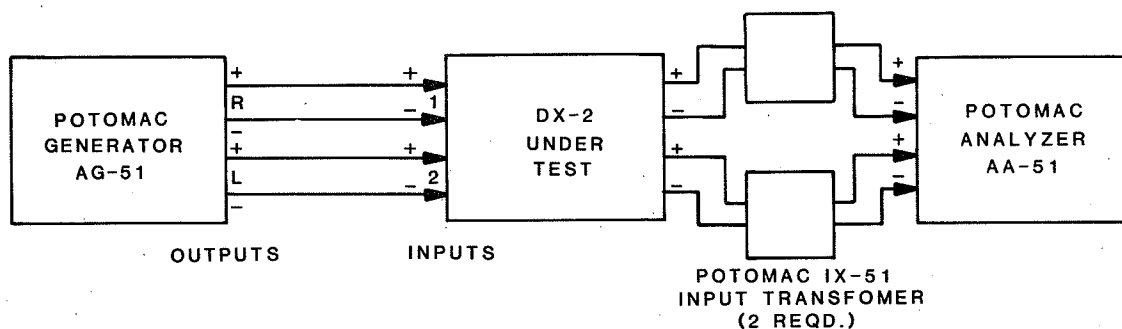 POTOMAC
GENERATOR
AG-51
+
R
-
+
L
-
OUTPUTS
+
- 1
+
- 2
INPUTS
DX-2
UNDER
TEST
+
-
+
-
POTOMAC IX-51
INPUT TRANSFOMER
(2 REQD.)
+
-
+
-
POTOMAC
ANALYZER
AA-51